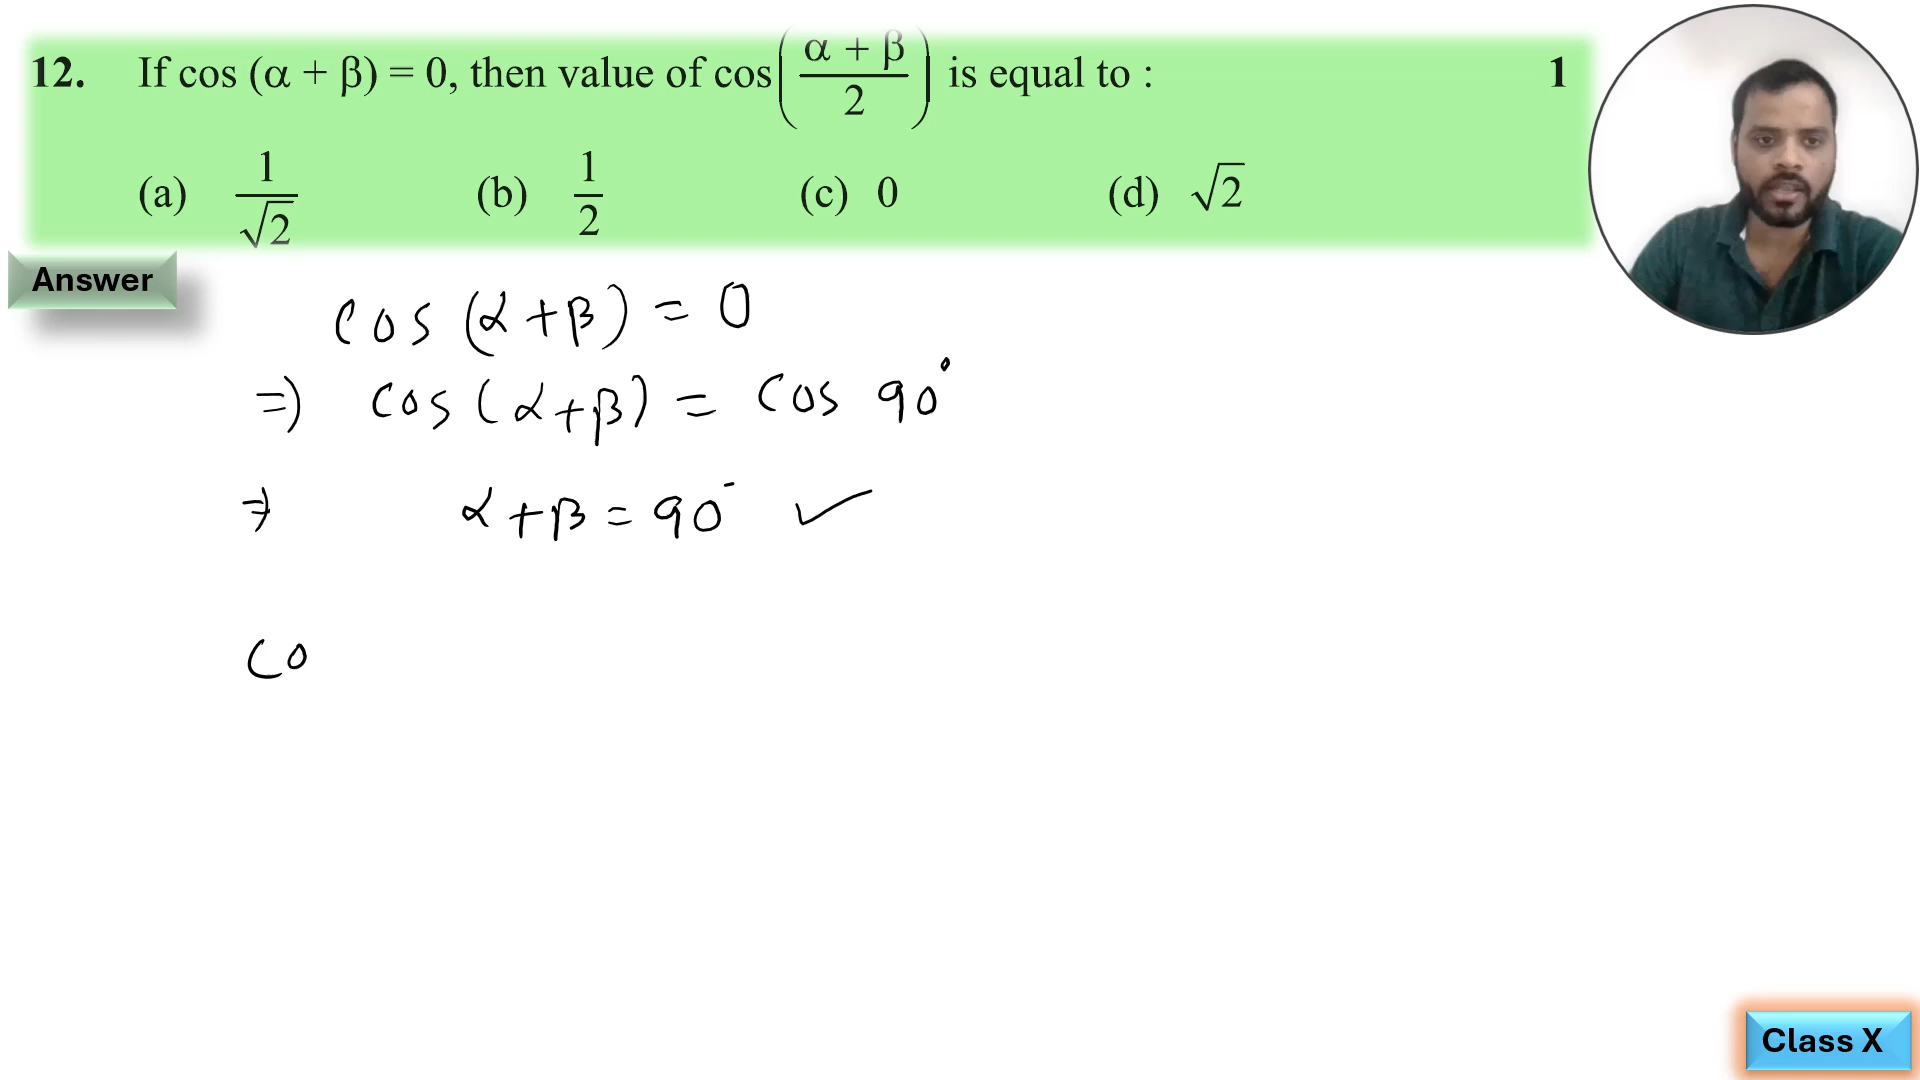 12. If cos (α + β) = 0, then value of cos((α + β)/2) is equal to : 1
(a) 1/√2 (b) 1/2 (c) 0 (d) √2
Answer
cos (α+β) = 0
⇒) cos (α+β) = cos 90°
⇒ α+β = 90° ✓
co
Class X